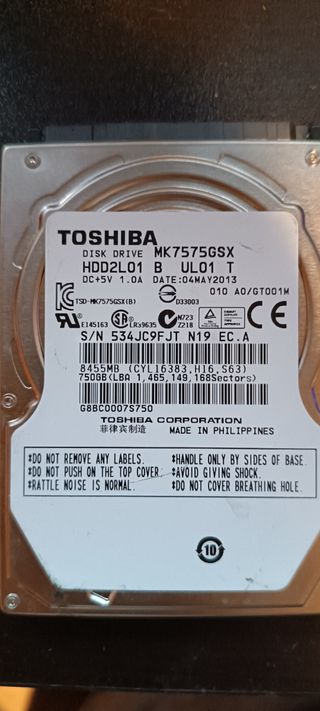 TOSHIBA
DISK DRIVE MK7575GSX
HDD2L01 B UL01 T
DC+5V 1.0A DATE:04MAY2013
010 A0/GT001M
TSD-MK7575GSX(B)
D33003
E145163 LR39635 N723 Z218
S/N 534JC9FJT N19 EC.A
8455MB (CYL16383,H16,S63)
750GB(LBA 1,465,149,168Sectors)
G8BC0007S750
TOSHIBA CORPORATION
菲律宾制造 MADE IN PHILIPPINES
*DO NOT REMOVE ANY LABELS. *HANDLE ONLY BY SIDES OF BASE.
*DO NOT PUSH ON THE TOP COVER. *AVOID GIVING SHOCK.
*RATTLE NOISE IS NORMAL. *DO NOT COVER BREATHING HOLE.
10